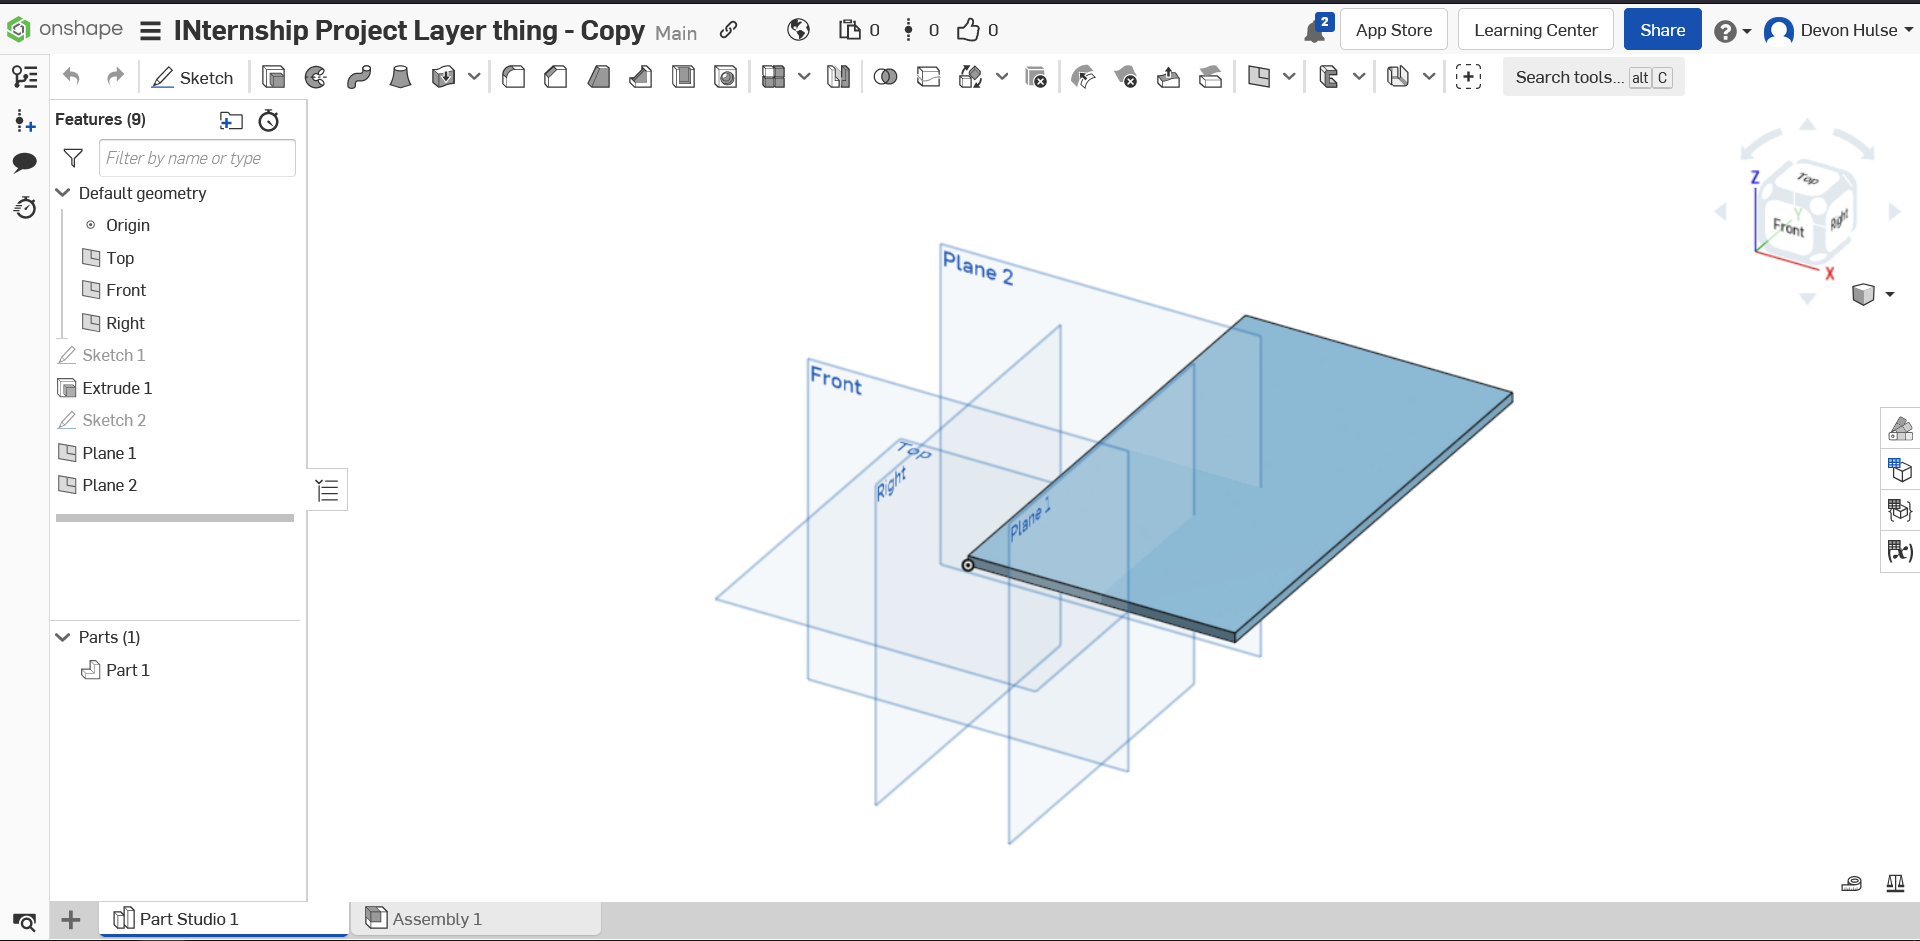 onshape INternship Project Layer thing - Copy Main 0 0 0 2 App Store Learning Center Share Devon Hulse
Sketch Search tools... alt C
Features (9)
Filter by name or type
Default geometry
Origin
Top
Front
Right
Sketch 1
Extrude 1
Sketch 2
Plane 1
Plane 2
Parts (1)
Part 1
Plane 2
Front
Top
Right
Plane 1
Z
Top
Y
Front
Right
X
(x)
Part Studio 1 Assembly 1